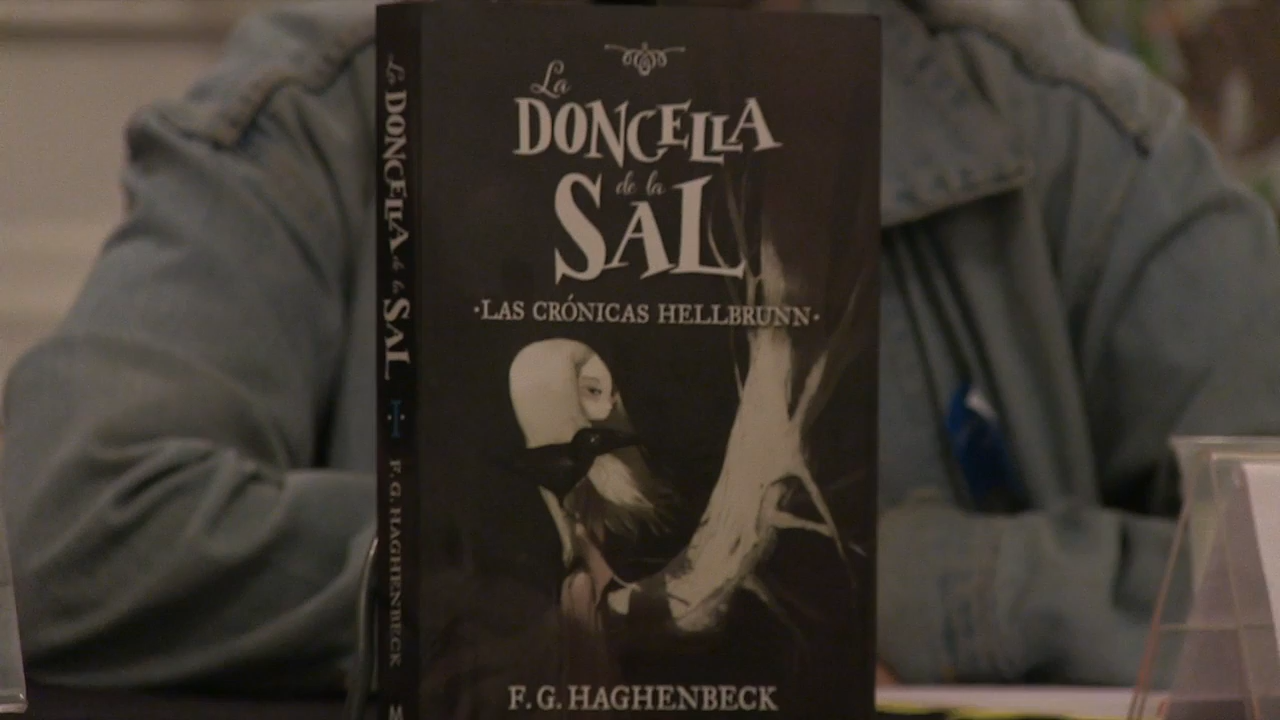 La
DONCELLA
de la
SAL
·LAS CRÓNICAS HELLBRUNN·
F. G. HAGHENBECK
La DONCELLA de la SAL
·I·
F. G. HAGHENBECK
M